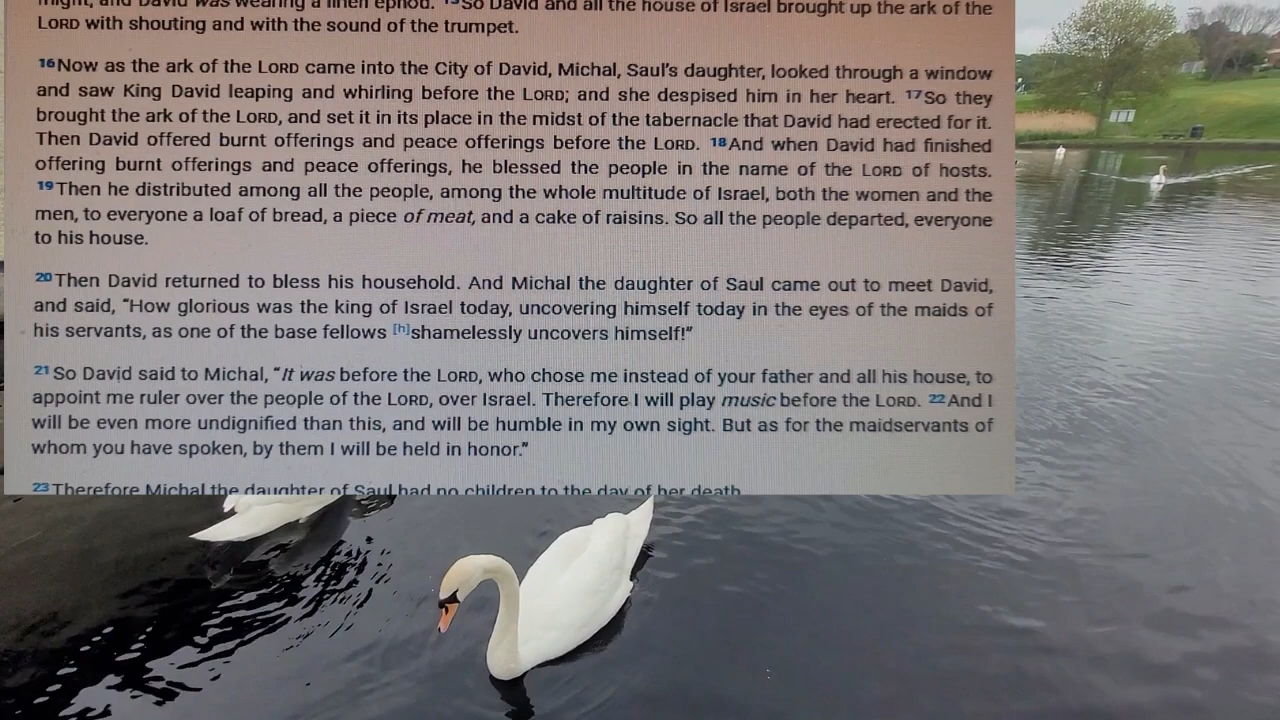 might, and David was wearing a linen ephod. 15So David and all the house of Israel brought up the ark of the
LORD with shouting and with the sound of the trumpet.
16Now as the ark of the LORD came into the City of David, Michal, Saul's daughter, looked through a window
and saw King David leaping and whirling before the LORD; and she despised him in her heart. 17So they
brought the ark of the LORD, and set it in its place in the midst of the tabernacle that David had erected for it.
Then David offered burnt offerings and peace offerings before the LORD. 18And when David had finished
offering burnt offerings and peace offerings, he blessed the people in the name of the LORD of hosts.
19Then he distributed among all the people, among the whole multitude of Israel, both the women and the
men, to everyone a loaf of bread, a piece of meat, and a cake of raisins. So all the people departed, everyone
to his house.
20Then David returned to bless his household. And Michal the daughter of Saul came out to meet David,
and said, “How glorious was the king of Israel today, uncovering himself today in the eyes of the maids of
his servants, as one of the base fellows [h]shamelessly uncovers himself!”
21So David said to Michal, “It was before the LORD, who chose me instead of your father and all his house, to
appoint me ruler over the people of the LORD, over Israel. Therefore I will play music before the LORD. 22And I
will be even more undignified than this, and will be humble in my own sight. But as for the maidservants of
whom you have spoken, by them I will be held in honor.”
23Therefore Michal the daughter of Saul had no children to the day of her death